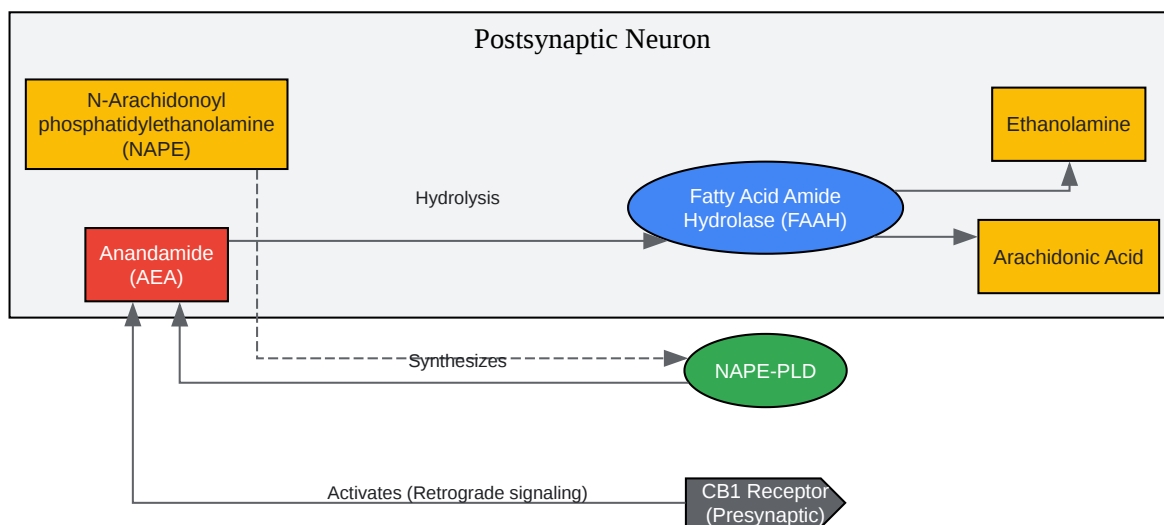 Postsynaptic Neuron
N-Arachidonoyl
phosphatidylethanolamine
(NAPE)
Ethanolamine
Hydrolysis
Fatty Acid Amide
Hydrolase (FAAH)
Anandamide
(AEA)
Arachidonic Acid
Synthesizes
NAPE-PLD
Activates (Retrograde signaling)
CB1 Receptor
(Presynaptic)